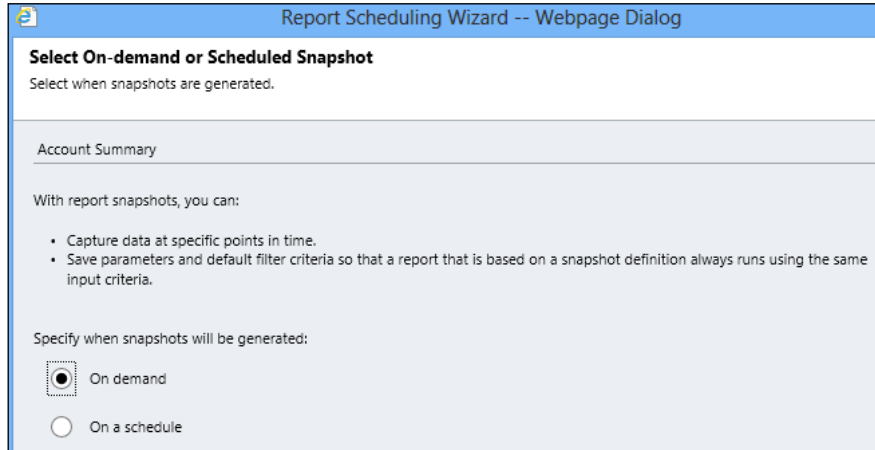 Report Scheduling Wizard -- Webpage Dialog
Select On-demand or Scheduled Snapshot
Select when snapshots are generated.
Account Summary
With report snapshots, you can:
• Capture data at specific points in time.
• Save parameters and default filter criteria so that a report that is based on a snapshot definition always runs using the same
input criteria.
Specify when snapshots will be generated:
On demand
On a schedule